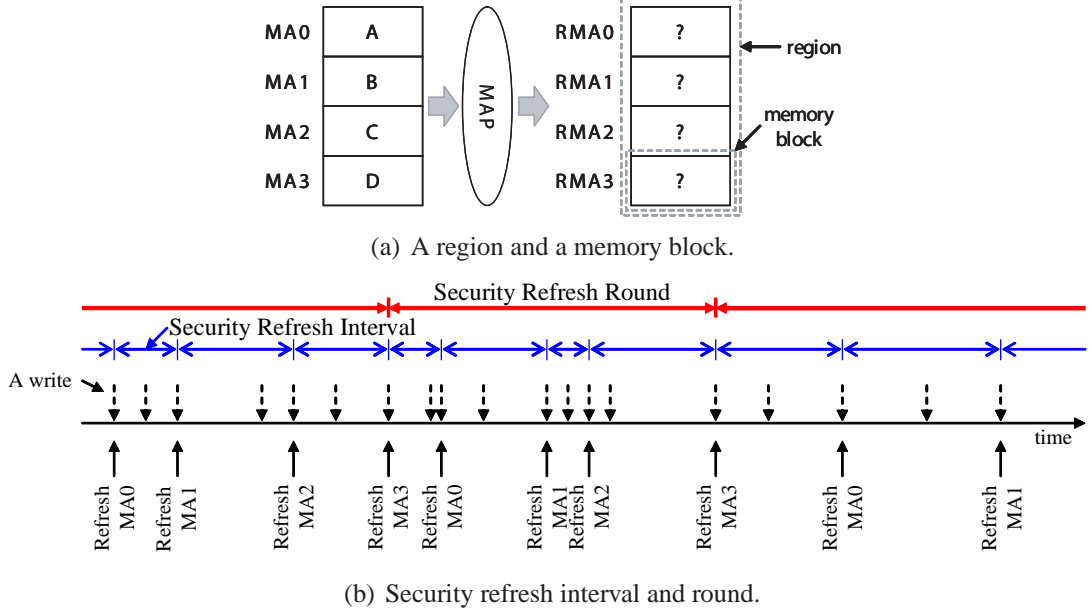 MA0 A RMA0 ?
region
MA1 B RMA1 ?
MAP
memory
block
MA2 C RMA2 ?
MA3 D RMA3 ?
(a) A region and a memory block.
Security Refresh Round
Security Refresh Interval
A write
time
Refresh MA0
Refresh MA1
Refresh MA2
Refresh MA3
Refresh MA0
Refresh MA1
Refresh MA2
Refresh MA3
Refresh MA0
Refresh MA1
(b) Security refresh interval and round.